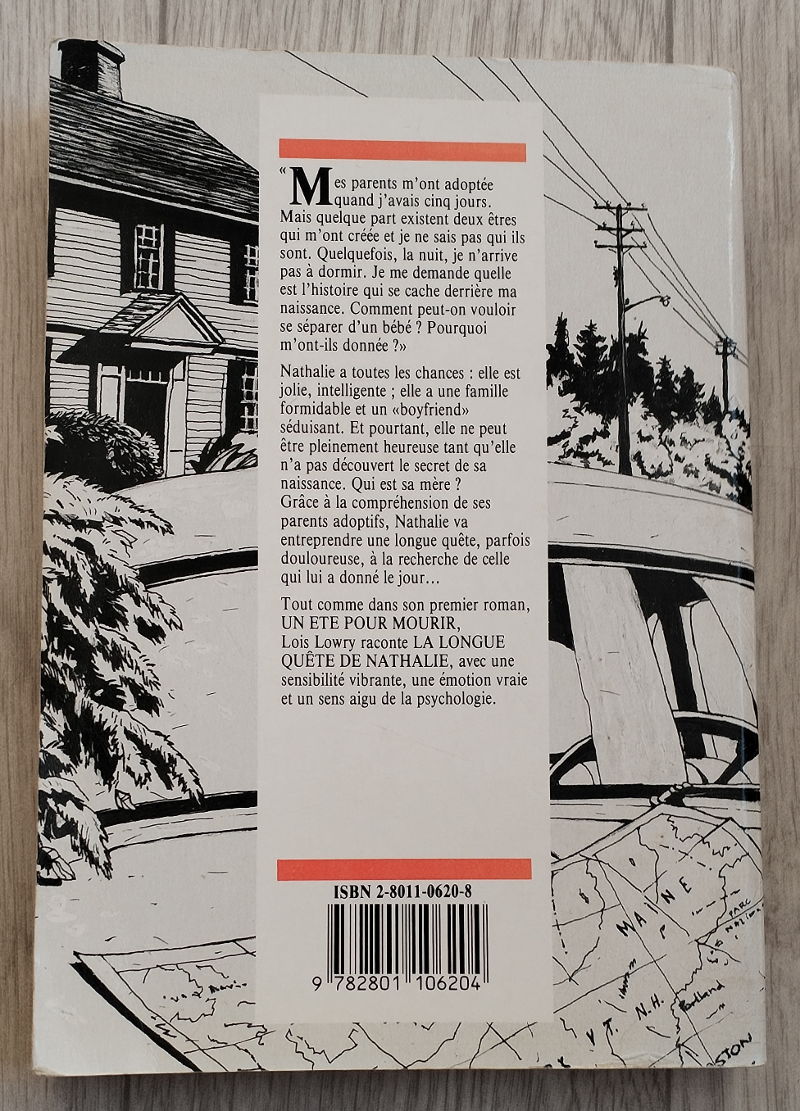 « Mes parents m'ont adoptée
quand j'avais cinq jours.
Mais quelque part existent deux êtres
qui m'ont créée et je ne sais pas qui ils
sont. Quelquefois, la nuit, je n'arrive
pas à dormir. Je me demande quelle
est l'histoire qui se cache derrière ma
naissance. Comment peut-on vouloir
se séparer d'un bébé ? Pourquoi
m'ont-ils donnée ?»
Nathalie a toutes les chances : elle est
jolie, intelligente ; elle a une famille
formidable et un «boyfriend»
séduisant. Et pourtant, elle ne peut
être pleinement heureuse tant qu'elle
n'a pas découvert le secret de sa
naissance. Qui est sa mère ?
Grâce à la compréhension de ses
parents adoptifs, Nathalie va
entreprendre une longue quête, parfois
douloureuse, à la recherche de celle
qui lui a donné le jour...
Tout comme dans son premier roman,
UN ETE POUR MOURIR,
Lois Lowry raconte LA LONGUE
QUÊTE DE NATHALIE, avec une
sensibilité vibrante, une émotion vraie
et un sens aigu de la psychologie.
ISBN 2-8011-0620-8
9 782801 106204
MAINE
PARC
N.H.
Portland
VT.
STON